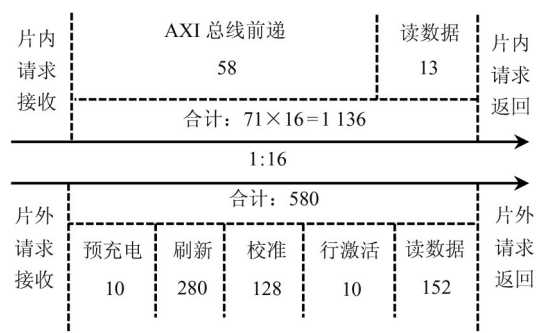 片内
请求
接收
AXI 总线前递
58
读数据
13
片内
请求
返回
合计：71×16=1 136
1:16
合计：580
片外
请求
接收
预充电
10
刷新
280
校准
128
行激活
10
读数据
152
片外
请求
返回